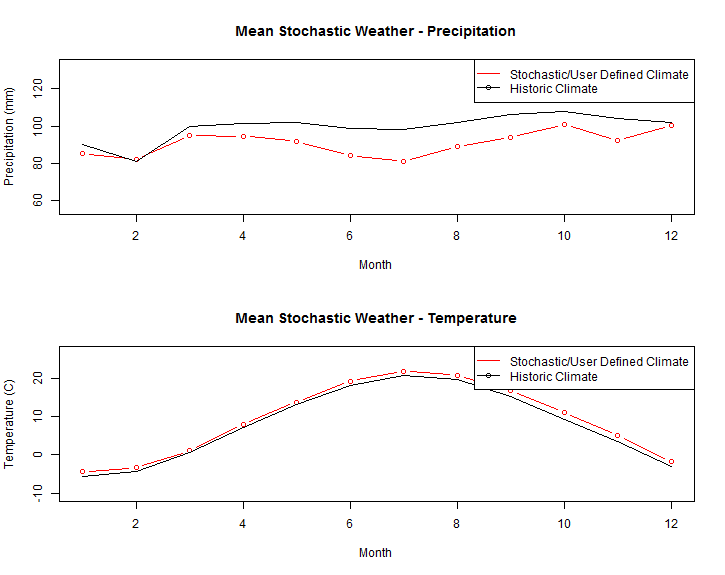 Mean Stochastic Weather - Precipitation
Precipitation (mm)
120
100
80
60
Stochastic/User Defined Climate
Historic Climate
2 4 6 8 10 12
Month
Mean Stochastic Weather - Temperature
Temperature (C)
20
10
0
-10
Stochastic/User Defined Climate
Historic Climate
2 4 6 8 10 12
Month